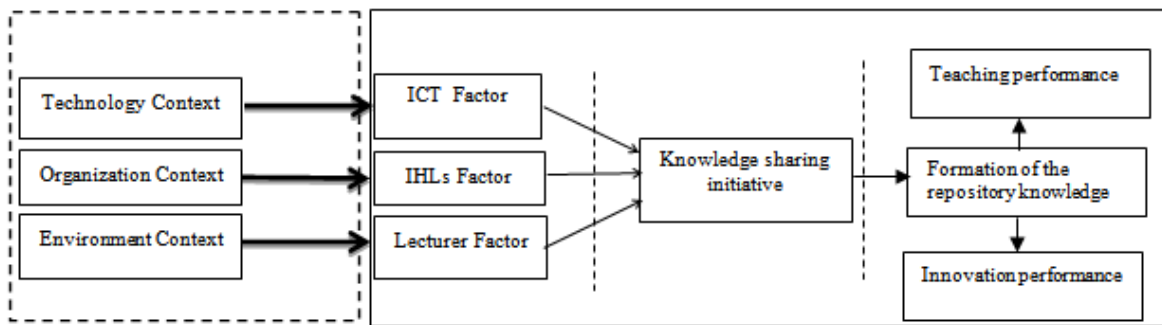 Technology Context
Organization Context
Environment Context
ICT Factor
IHLs Factor
Lecturer Factor
Knowledge sharing
initiative
Teaching performance
Formation of the
repository knowledge
Innovation performance